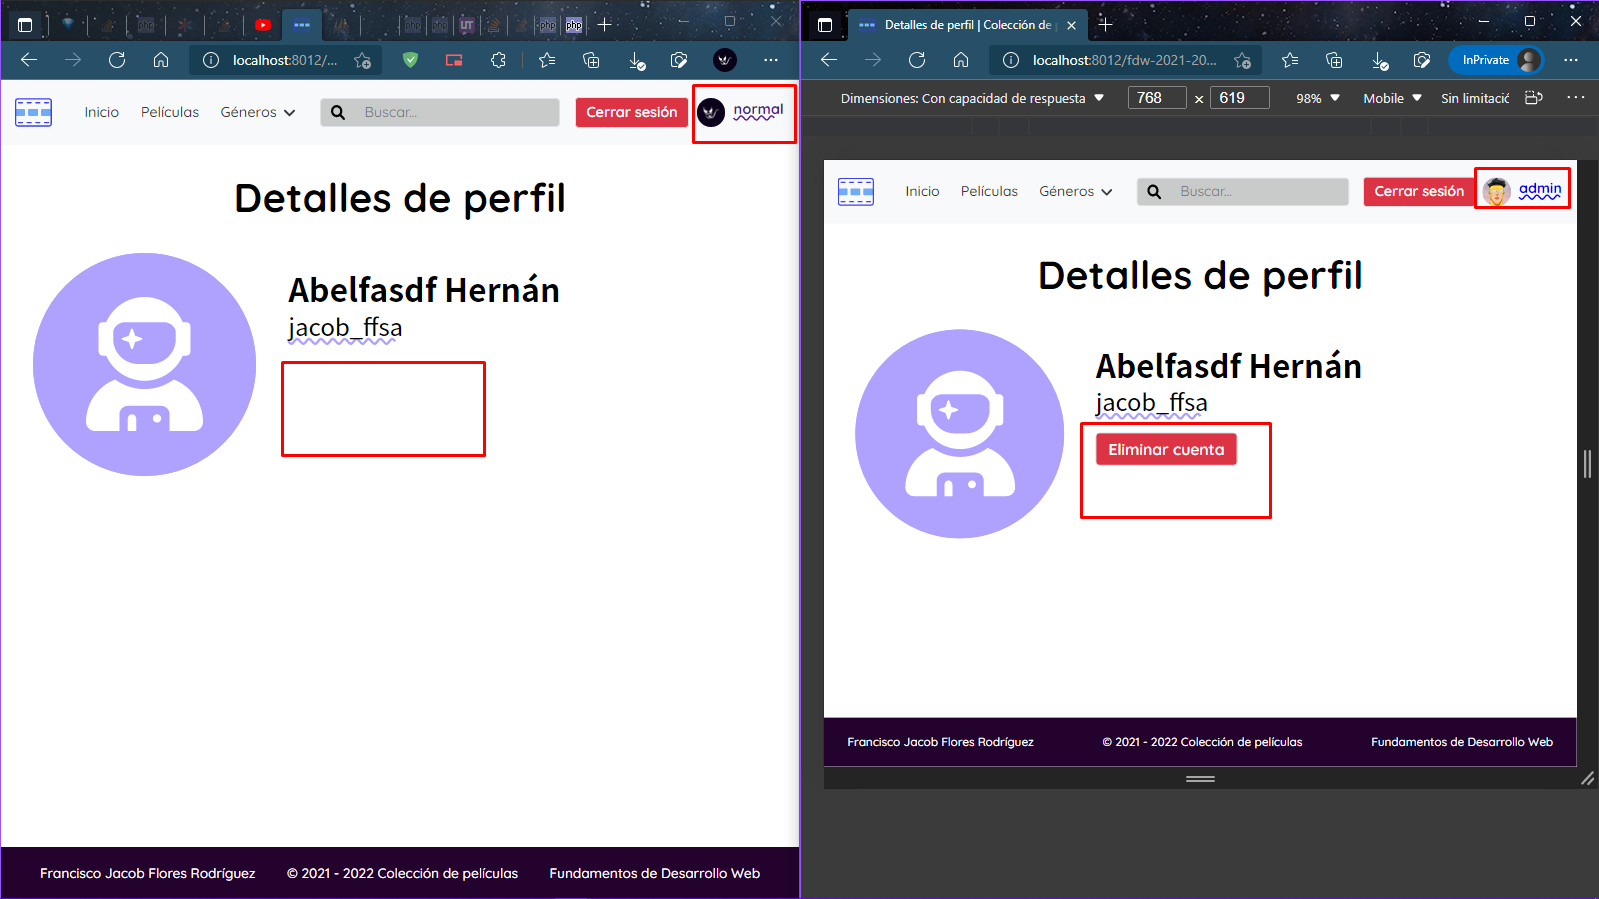 localhost:8012/...
Inicio
Películas
Géneros
Buscar...
Cerrar sesión
normal
Detalles de perfil
Abelfasdf Hernán
jacob_ffsa
Francisco Jacob Flores Rodríguez
© 2021 - 2022 Colección de películas
Fundamentos de Desarrollo Web
Detalles de perfil | Colección de
localhost:8012/fdw-2021-20...
InPrivate
Dimensiones: Con capacidad de respuesta
768
x
619
98%
Mobile
Sin limitació
Inicio
Películas
Géneros
Buscar...
Cerrar sesión
admin
Detalles de perfil
Abelfasdf Hernán
jacob_ffsa
Eliminar cuenta
Francisco Jacob Flores Rodríguez
© 2021 - 2022 Colección de películas
Fundamentos de Desarrollo Web